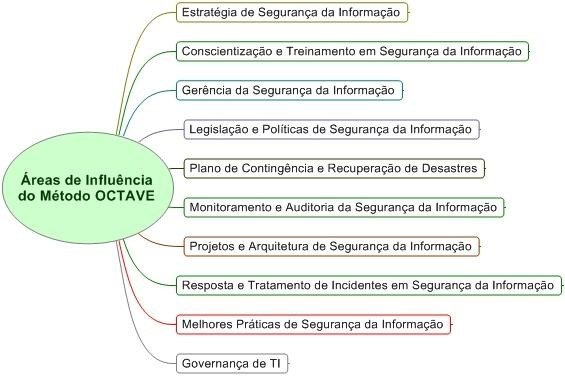 Estratégia de Segurança da Informação
Conscientização e Treinamento em Segurança da Informação
Gerência da Segurança da Informação
Legislação e Políticas de Segurança da Informação
Áreas de Influência
do Método OCTAVE
Plano de Contingência e Recuperação de Desastres
Monitoramento e Auditoria da Segurança da Informação
Projetos e Arquitetura de Segurança da Informação
Resposta e Tratamento de Incidentes em Segurança da Informação
Melhores Práticas de Segurança da Informação
Governança de TI